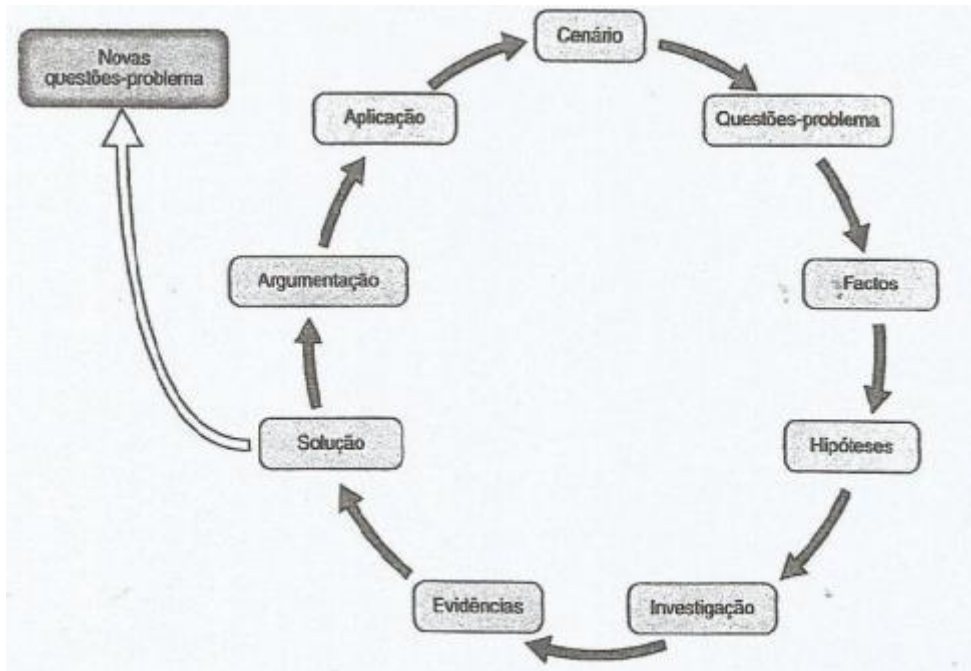 Novas
questões-problema
Cenário
Questões-problema
Factos
Hipóteses
Investigação
Evidências
Solução
Argumentação
Aplicação